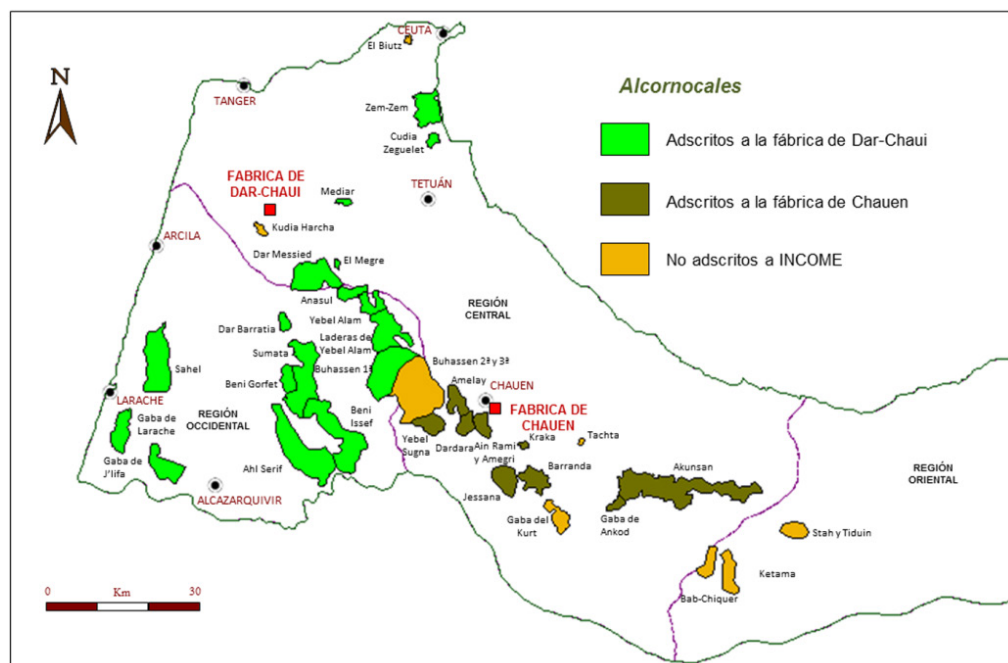 CEUTA
El Biutz
N
TANGER
Alcornocales
Zem-Zem
Adscritos a la fábrica de Dar-Chaui
Cudia
Zeguelet
FABRICA DE
DAR-CHAUI
Mediar
TETUÁN
Adscritos a la fábrica de Chauen
Kudia Harcha
ARCILA
Dar Messied
El Megre
No adscritos a INCOME
Anasul
REGIÓN
CENTRAL
Yebel Alam
Dar Barratia
Laderas de
Yebel Alam
Sumata
Buhassen 1ª
Buhassen 2ª y 3ª
Sahel
Amelay
Beni Gorfet
CHAUEN
LARACHE
FABRICA DE
CHAUEN
Gaba de
Larache
REGIÓN
OCCIDENTAL
Beni
Issef
Yebel
Sugna
Dardara
Ain Rami
y Amegri
Kraka
Tachta
Gaba de
J'lifa
Ahl Serif
Barranda
Akunsan
REGIÓN
ORIENTAL
ALCAZARQUIVIR
Jessana
Gaba del
Kurt
Gaba de
Ankod
Stah y Tiduin
Ketama
Bab-Chiquer
0 Km 30